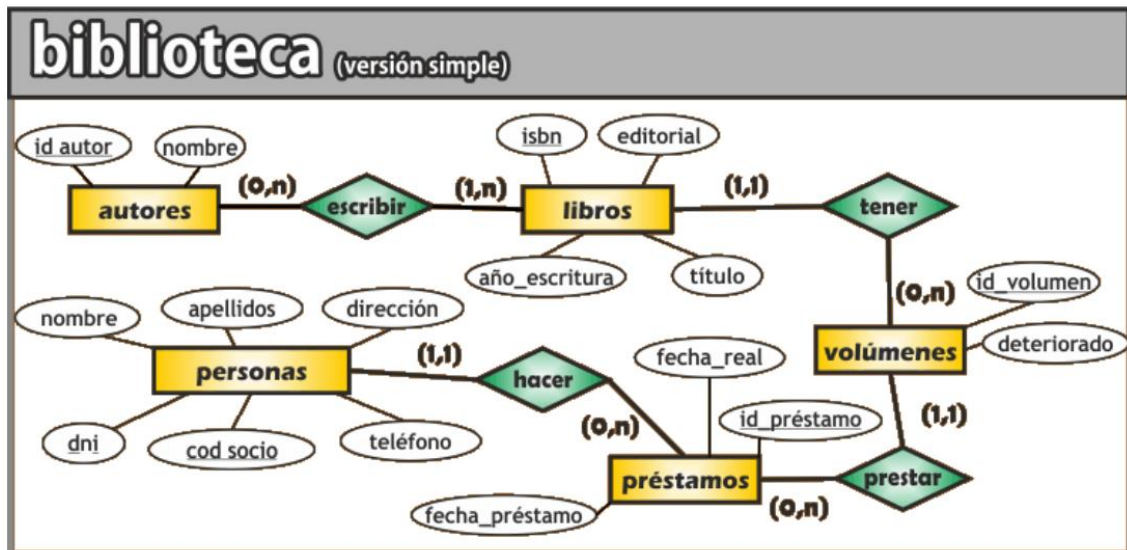 biblioteca (versión simple)
id autor
nombre
isbn
editorial
(0,n)
(1,n)
(1,1)
autores
escribir
libros
tener
año_escritura
título
nombre
apellidos
dirección
(0,n)
id_volumen
personas
(1,1)
hacer
fecha_real
volúmenes
deteriorado
dni
cod socio
teléfono
(0,n)
id_préstamo
(1,1)
préstamos
prestar
fecha_préstamo
(0,n)